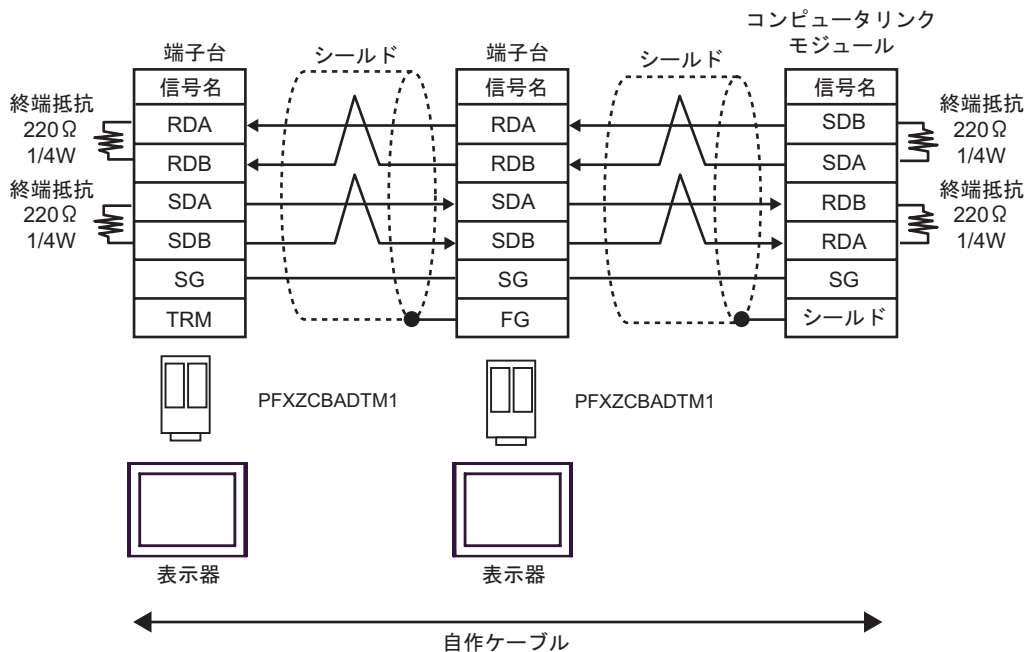 コンピュータリンク
モジュール
端子台
シールド
端子台
シールド
信号名
信号名
信号名
終端抵抗
220Ω
1/4W
RDA
RDA
SDB
終端抵抗
220Ω
1/4W
RDB
RDB
SDA
終端抵抗
220Ω
1/4W
SDA
SDA
RDB
終端抵抗
220Ω
1/4W
SDB
SDB
RDA
SG
SG
SG
TRM
FG
シールド
PFXZCBADTM1
PFXZCBADTM1
表示器
表示器
自作ケーブル